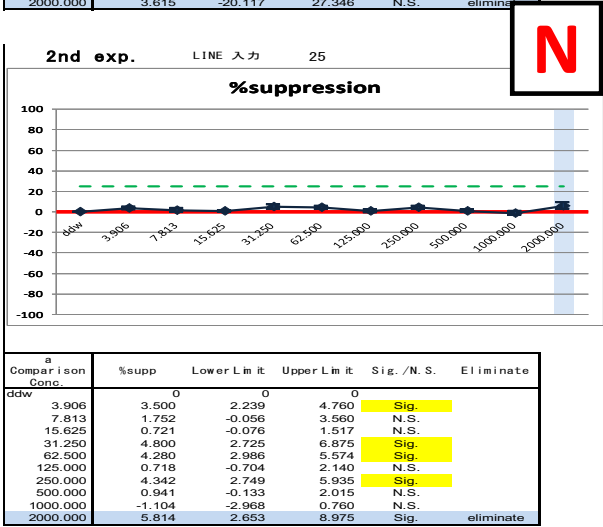 2000.000 3.615 -20.117 27.346 N.S. elimina
N
2nd exp. LINE 入力 25
%suppression
100
80
60
40
20
0
-20
-40
-60
-80
-100
ddw 3.906 7.813 15.625 31.250 62.500 125.000 250.000 500.000 1000.000 2000.000
a
Comparison %supp LowerLimit UpperLimit Sig./N.S. Eliminate
Conc.
ddw 0 0 0
3.906 3.500 2.239 4.760 Sig.
7.813 1.752 -0.056 3.560 N.S.
15.625 0.721 -0.076 1.517 N.S.
31.250 4.800 2.725 6.875 Sig.
62.500 4.280 2.986 5.574 Sig.
125.000 0.718 -0.704 2.140 N.S.
250.000 4.342 2.749 5.935 Sig.
500.000 0.941 -0.133 2.015 N.S.
1000.000 -1.104 -2.968 0.760 N.S.
2000.000 5.814 2.653 8.975 Sig. eliminate